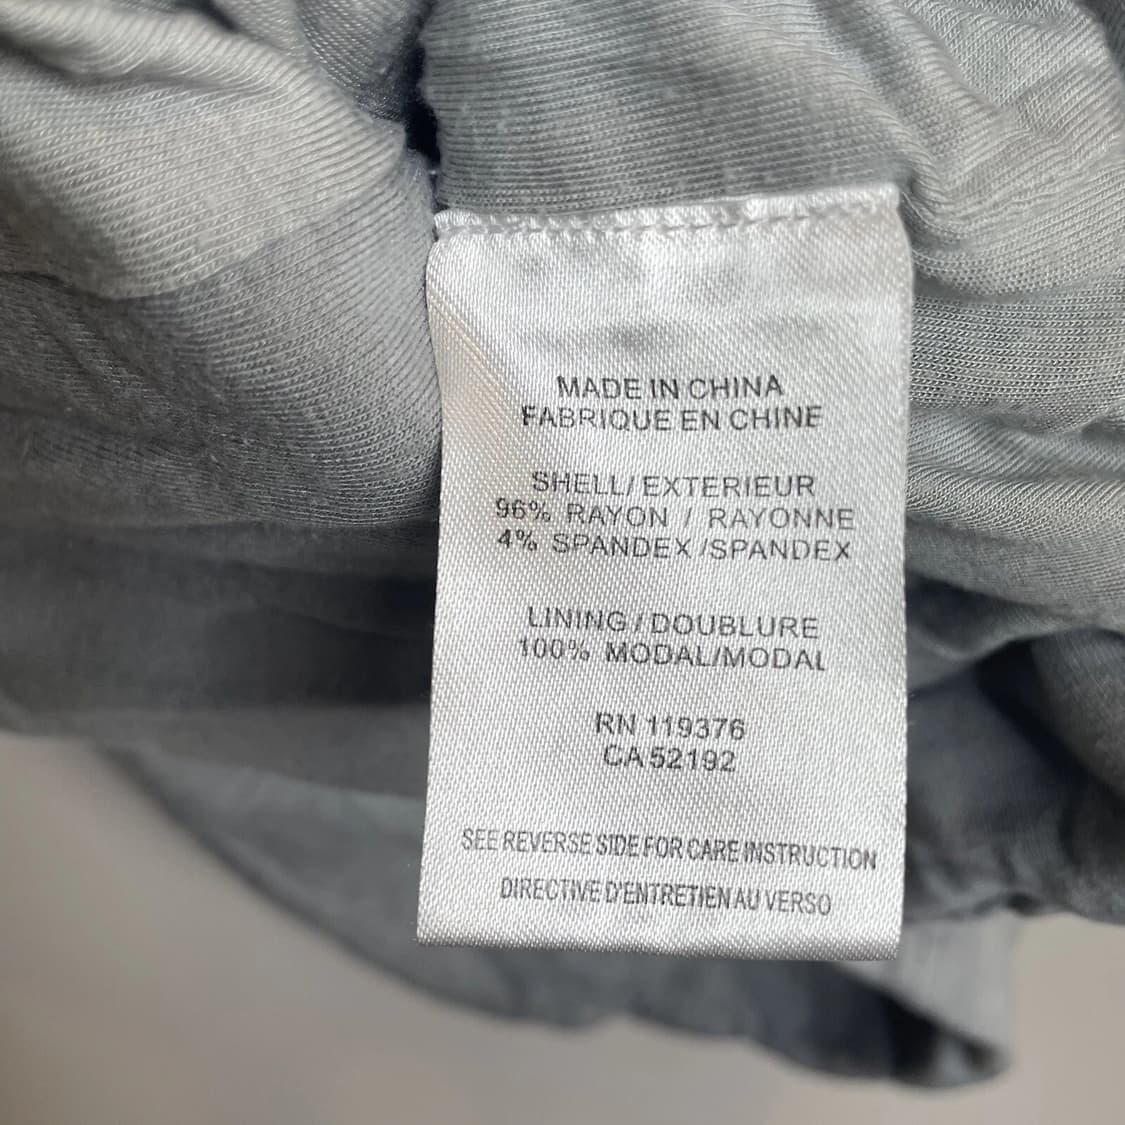 MADE IN CHINA
FABRIQUE EN CHINE
SHELL/EXTERIEUR
96% RAYON / RAYONNE
4% SPANDEX /SPANDEX
LINING/DOUBLURE
100% MODAL/MODAL
RN 119376
CA 52192
SEE REVERSE SIDE FOR CARE INSTRUCTION
DIRECTIVE D'ENTRETIEN AU VERSO